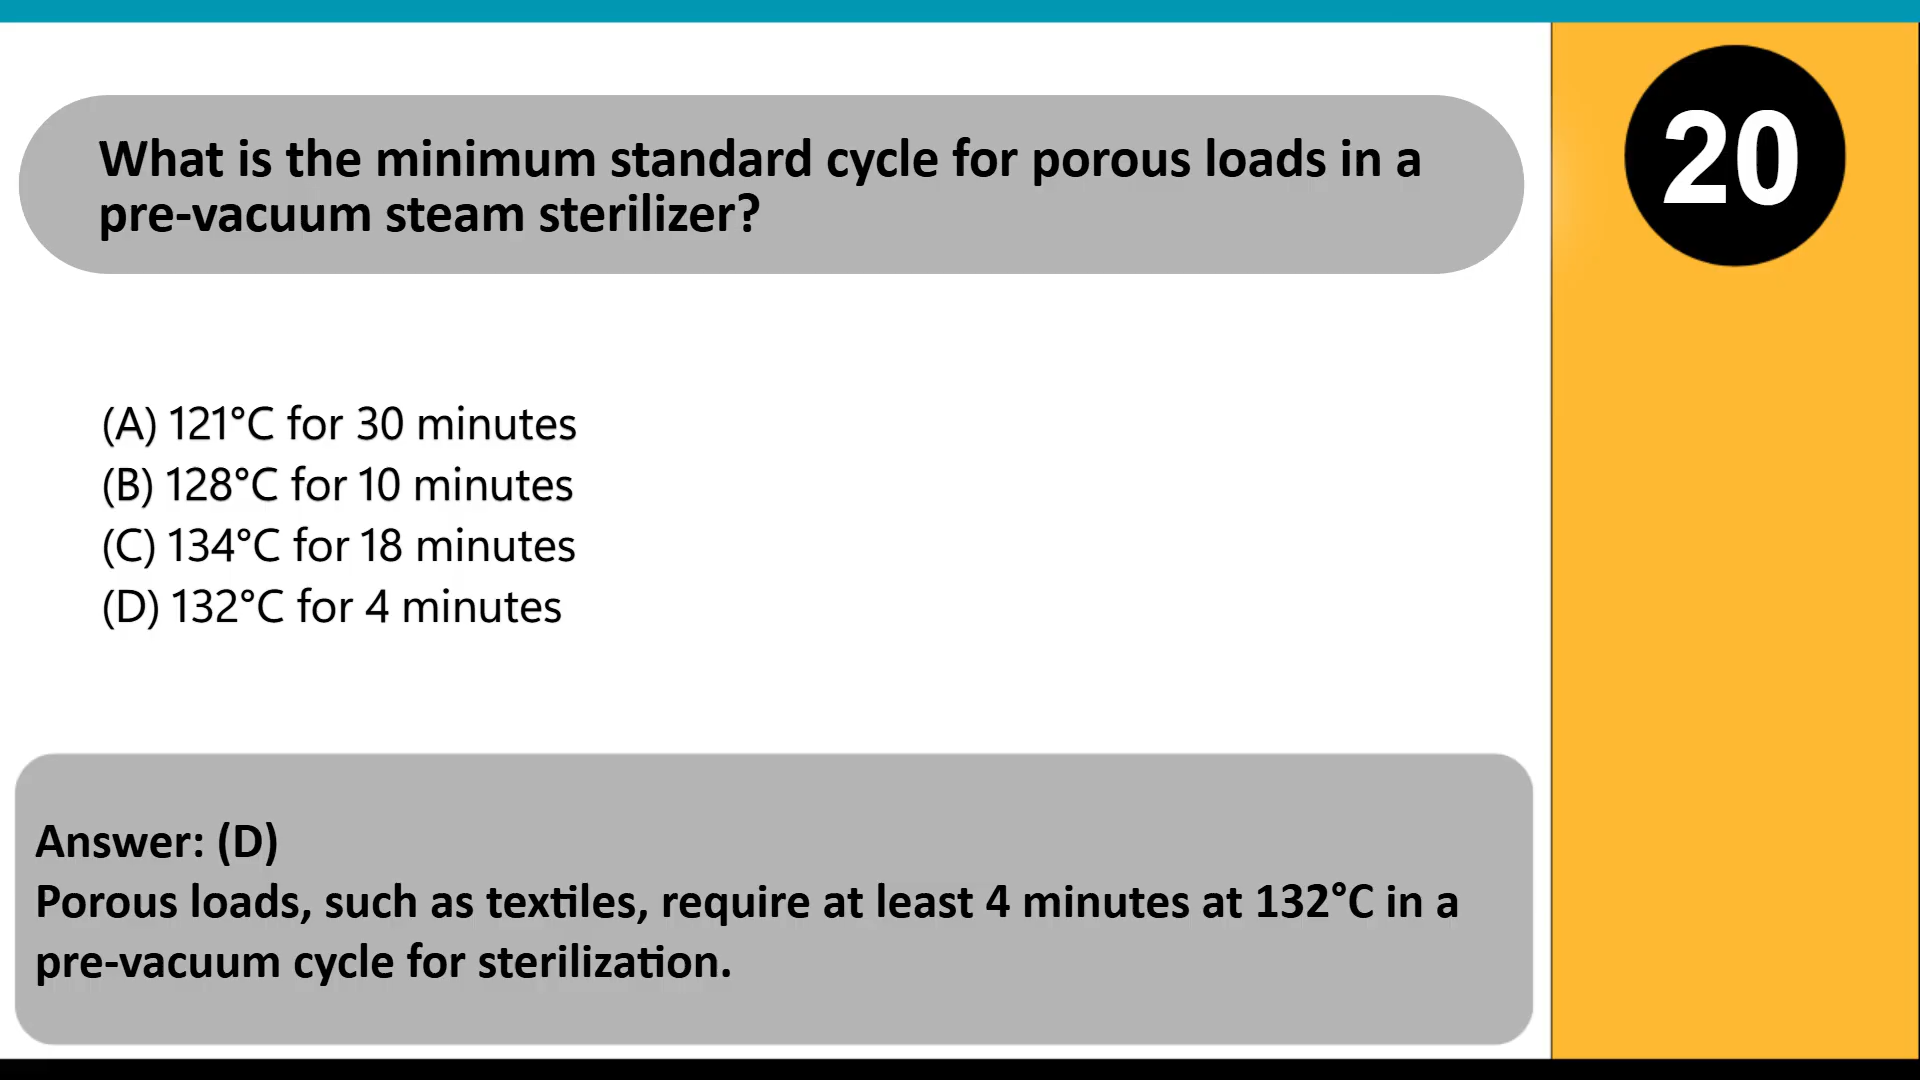 20
What is the minimum standard cycle for porous loads in a
pre-vacuum steam sterilizer?
(A) 121°C for 30 minutes
(B) 128°C for 10 minutes
(C) 134°C for 18 minutes
(D) 132°C for 4 minutes
Answer: (D)
Porous loads, such as textiles, require at least 4 minutes at 132°C in a
pre-vacuum cycle for sterilization.